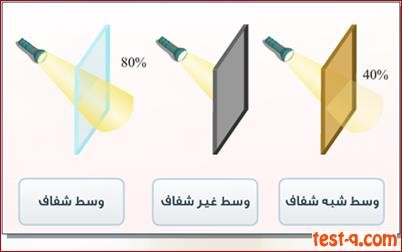 80%
40%
وسط شبه شفاف
وسط غير شفاف
وسط شفاف
test-q.com